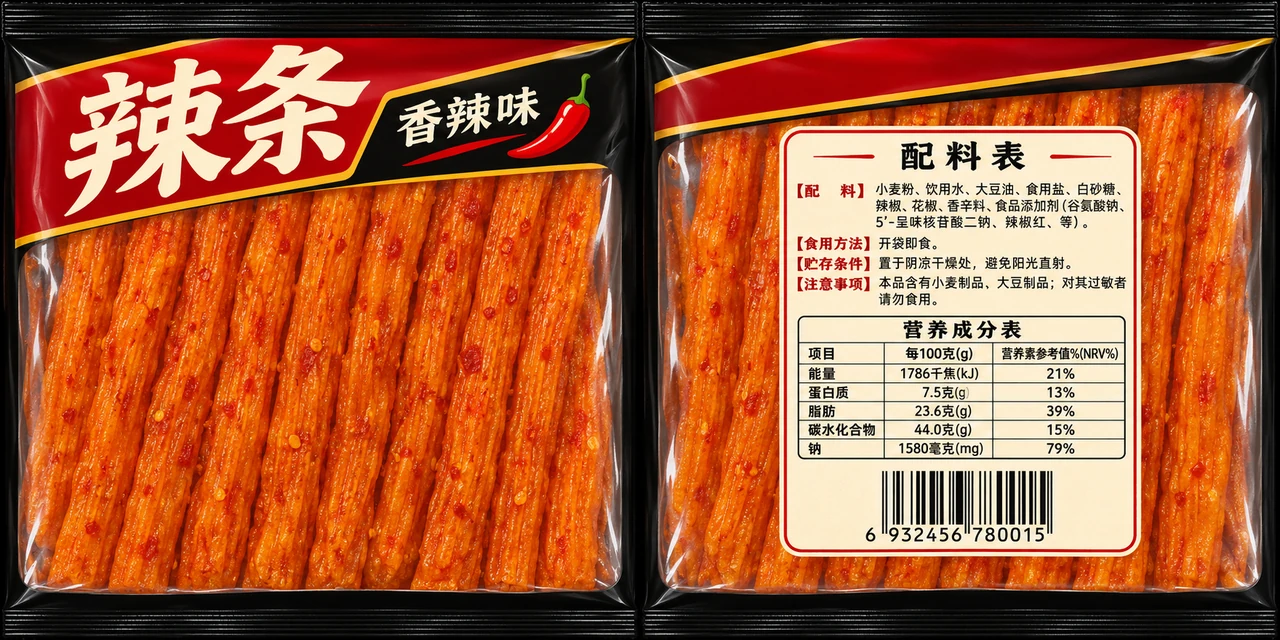 辣条
香辣味
配料表
【配 料】 小麦粉、饮用水、大豆油、食用盐、白砂糖、
辣椒、花椒、香辛料、食品添加剂(谷氨酸钠、
5’-呈味核苷酸二钠、辣椒红、等)。
【食用方法】 开袋即食。
【贮存条件】 置于阴凉干燥处，避免阳光直射。
【注意事项】 本品含有小麦制品、大豆制品；对其过敏者
请勿食用。
营养成分表
项目 每100克(g) 营养素参考值%(NRV%)
能量 1786千焦(kJ) 21%
蛋白质 7.5克(g) 13%
脂肪 23.6克(g) 39%
碳水化合物 44.0克(g) 15%
钠 1580毫克(mg) 79%
6 932456 780015